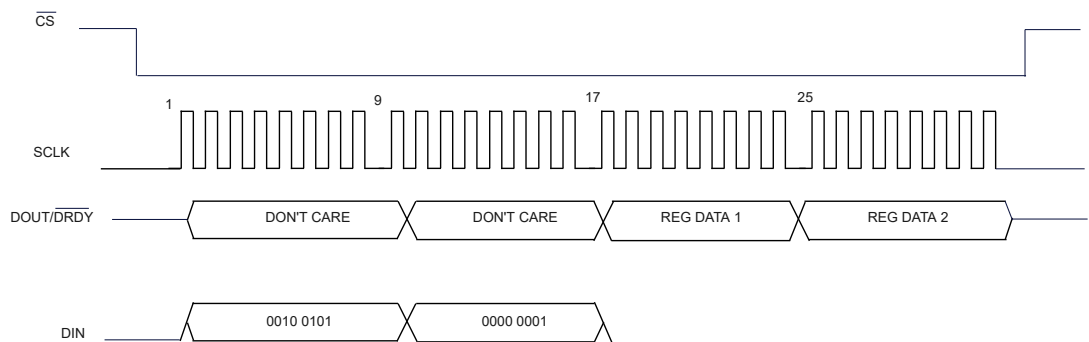 CS
1 9 17 25
SCLK
DOUT/DRDY DON'T CARE DON'T CARE REG DATA 1 REG DATA 2
DIN 0010 0101 0000 0001